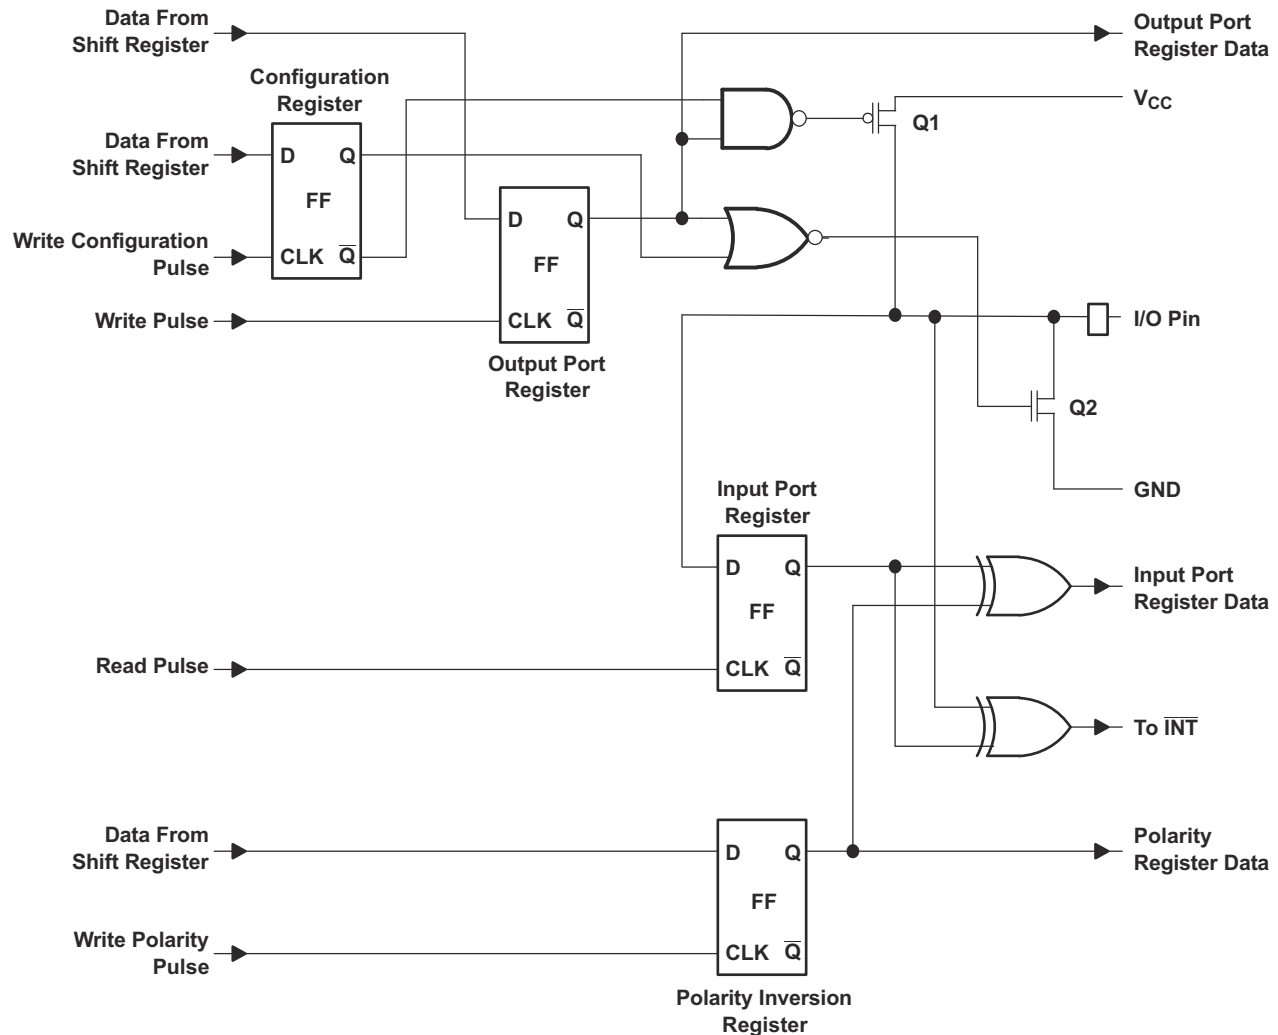 Data From
Shift Register
Output Port
Register Data
Configuration
Register
V_CC
Q1
Data From
Shift Register
D Q
FF
CLK Q̅
Write Configuration
Pulse
D Q
FF
CLK Q̅
Write Pulse
Output Port
Register
I/O Pin
Q2
GND
Input Port
Register
D Q
FF
CLK Q̅
Input Port
Register Data
Read Pulse
To I̅N̅T̅
Data From
Shift Register
D Q
FF
CLK Q̅
Polarity
Register Data
Write Polarity
Pulse
Polarity Inversion
Register